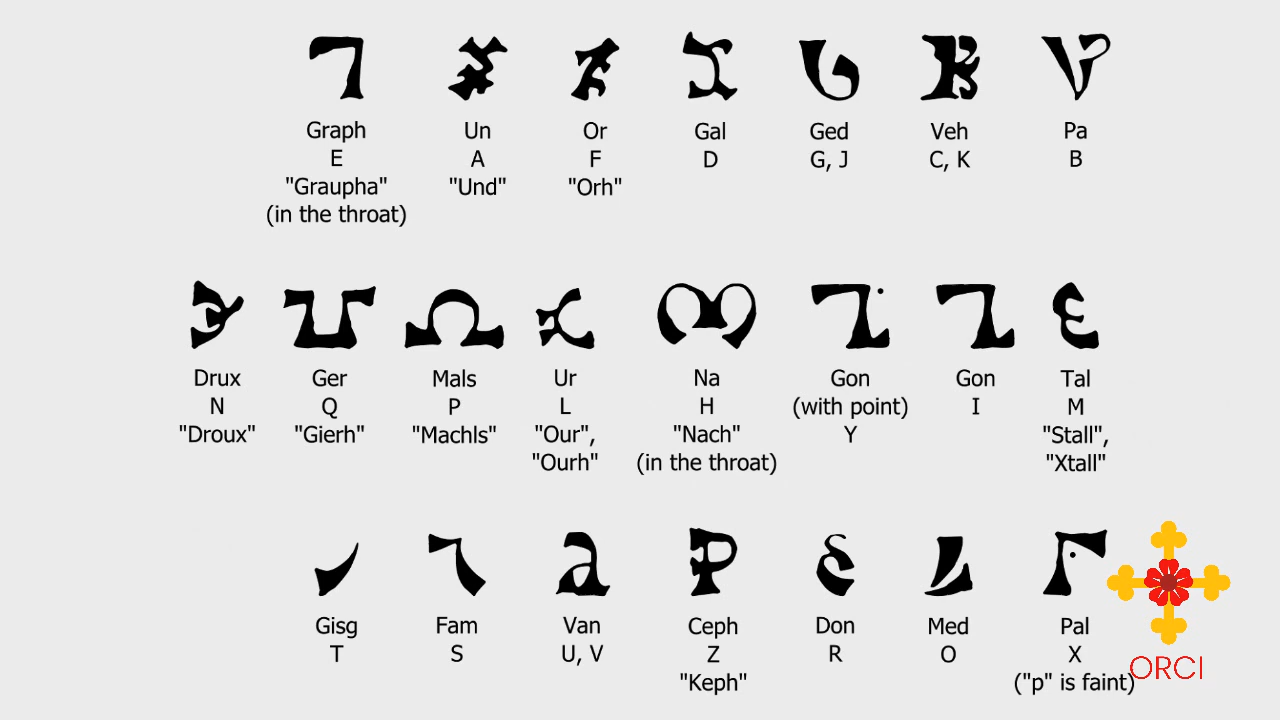 Graph Un Or Gal Ged Veh Pa
E A F D G, J C, K B
"Graupha" "Und" "Orh"
(in the throat)
Drux Ger Mals Ur Na Gon Gon Tal
N Q P L H (with point) I M
"Droux" "Gierh" "Machls" "Our", "Nach" Y "Stall",
"Ourh" (in the throat) "Xtall"
Gisg Fam Van Ceph Don Med Pal
T S U, V Z R O X
"Keph" ("p" is faint)
ORCI